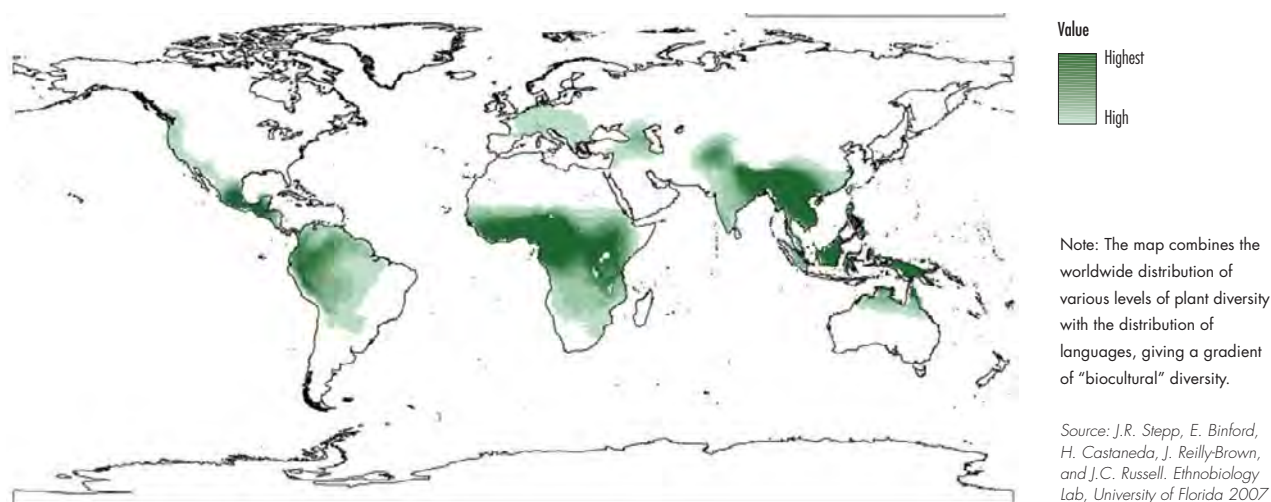 Value
Highest
High
Note: The map combines the
worldwide distribution of
various levels of plant diversity
with the distribution of
languages, giving a gradient
of “biocultural” diversity.
Source: J.R. Stepp, E. Binford,
H. Castaneda, J. Reilly-Brown,
and J.C. Russell. Ethnobiology
Lab, University of Florida 2007